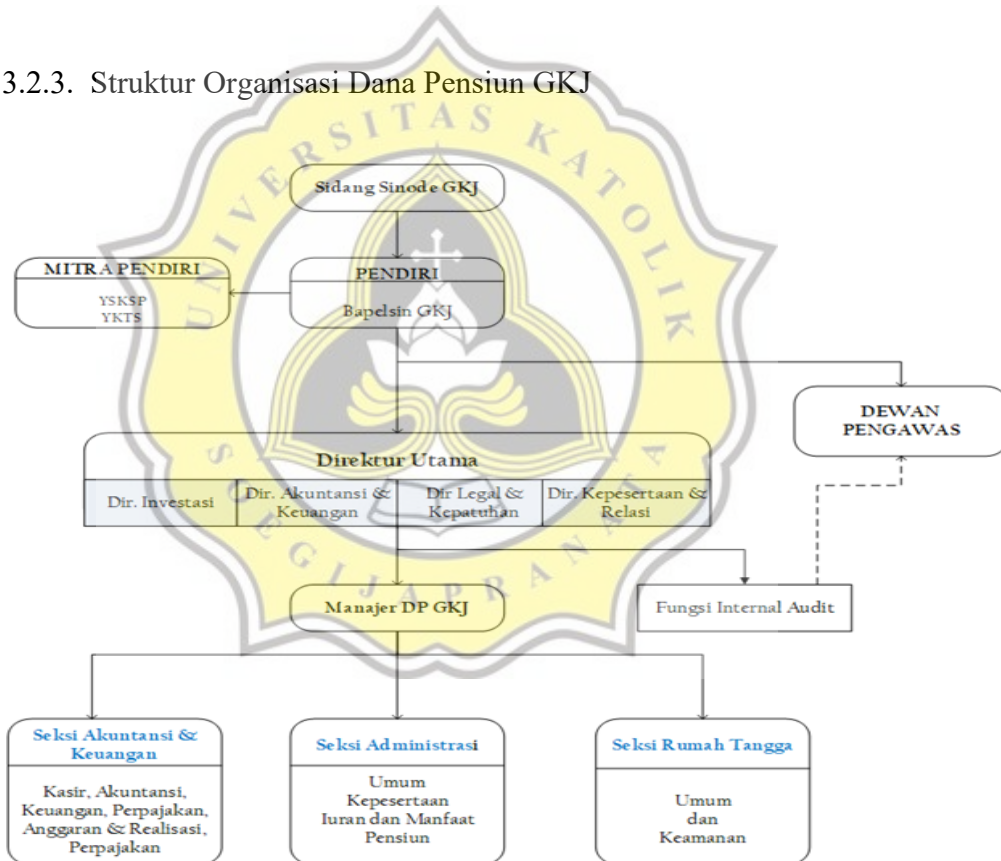 3.2.3. Struktur Organisasi Dana Pensiun GKJ
UNIVERSITAS KATOLIK
SOEGIJAPRANATA
Sidang Sinode GKJ
MITRA PENDIRI
YSKSP
YKTS
PENDIRI
Bapelsin GKJ
DEWAN
PENGAWAS
Direktur Utama
Dir. Investasi
Dir. Akuntansi &
Keuangan
Dir Legal &
Kepatuhan
Dir. Kepesertaan &
Relasi
Manajer DP GKJ
Fungsi Internal Audit
Seksi Akuntansi &
Keuangan
Kasir, Akuntansi,
Keuangan, Perpajakan,
Anggaran & Realisasi,
Perpajakan
Seksi Administrasi
Umum
Kepesertaan
Iuran dan Manfaat
Pensiun
Seksi Rumah Tangga
Umum
dan
Keamanan